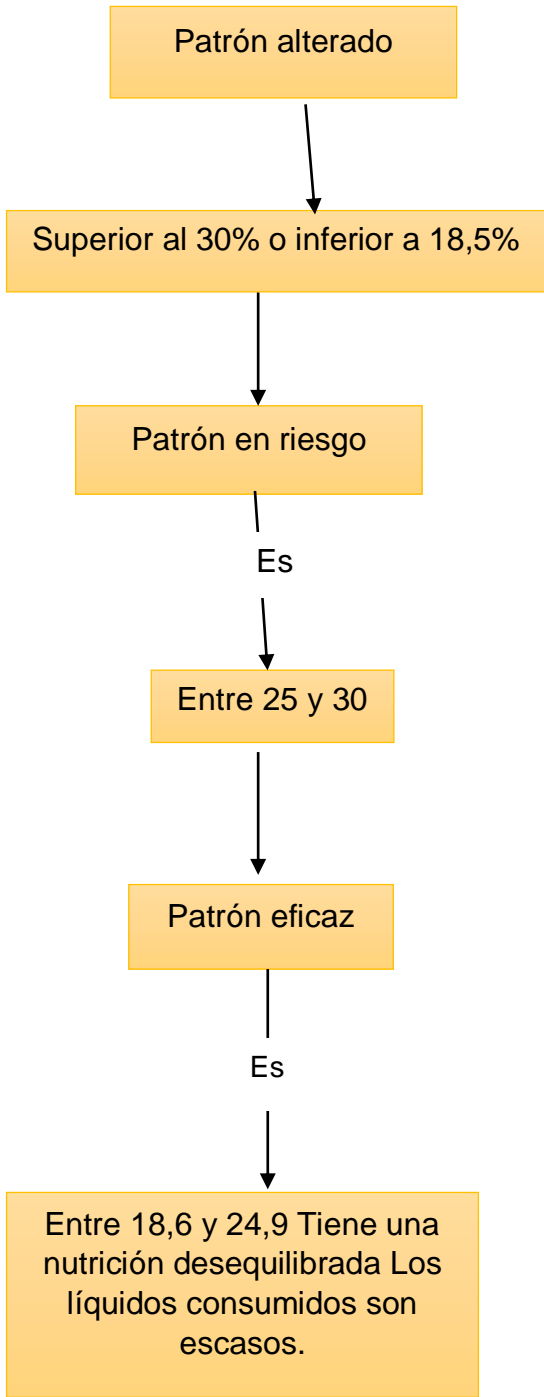 Patrón alterado
Superior al 30% o inferior a 18,5%
Patrón en riesgo
Es
Entre 25 y 30
Patrón eficaz
Es
Entre 18,6 y 24,9 Tiene una
nutrición desequilibrada Los
líquidos consumidos son
escasos.